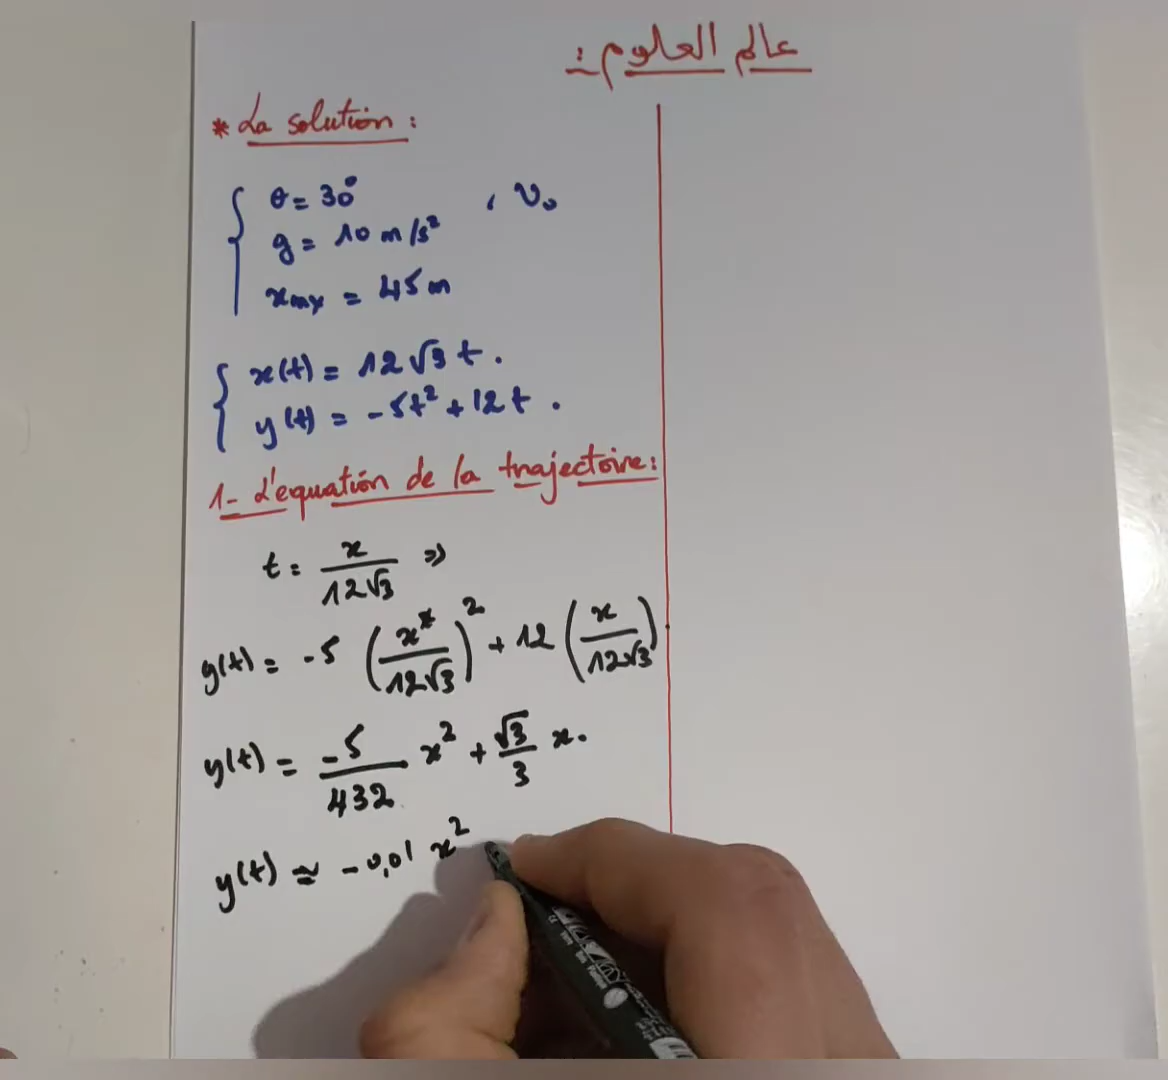 عالم العلوم :
* La solution :
θ = 30° , v₀
g = 10 m/s²
xmax = 45 m
x(t) = 12√3 t .
y(t) = -5t² + 12t .
1- L'equation de la trajectoire :
t = x/12√3 ⇒
y(t) = -5 (x/12√3)² + 12 (x/12√3)
y(t) = -5/432 x² + √3/3 x .
y(t) ≃ -0,01 x²